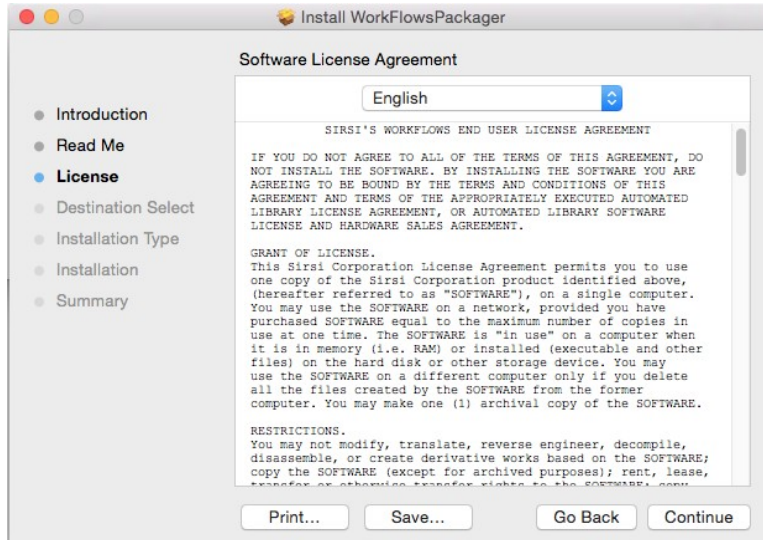 Install WorkFlowsPackager
Software License Agreement
Introduction
Read Me
License
Destination Select
Installation Type
Installation
Summary
English
SIRSI'S WORKFLOWS END USER LICENSE AGREEMENT
IF YOU DO NOT AGREE TO ALL OF THE TERMS OF THIS AGREEMENT, DO
NOT INSTALL THE SOFTWARE. BY INSTALLING THE SOFTWARE YOU ARE
AGREEING TO BE BOUND BY THE TERMS AND CONDITIONS OF THIS
AGREEMENT AND TERMS OF THE APPROPRIATELY EXECUTED AUTOMATED
LIBRARY LICENSE AGREEMENT, OR AUTOMATED LIBRARY SOFTWARE
LICENSE AND HARDWARE SALES AGREEMENT.
GRANT OF LICENSE.
This Sirsi Corporation License Agreement permits you to use
one copy of the Sirsi Corporation product identified above,
(hereafter referred to as "SOFTWARE"), on a single computer.
You may use the SOFTWARE on a network, provided you have
purchased SOFTWARE equal to the maximum number of copies in
use at one time. The SOFTWARE is "in use" on a computer when
it is in memory (i.e. RAM) or installed (executable and other
files) on the hard disk or other storage device. You may
use the SOFTWARE on a different computer only if you delete
all the files created by the SOFTWARE from the former
computer. You may make one (1) archival copy of the SOFTWARE.
RESTRICTIONS.
You may not modify, translate, reverse engineer, decompile,
disassemble, or create derivative works based on the SOFTWARE;
copy the SOFTWARE (except for archived purposes); rent, lease,
transfer or otherwise transfer rights to the SOFTWARE; copy
Print...
Save...
Go Back
Continue